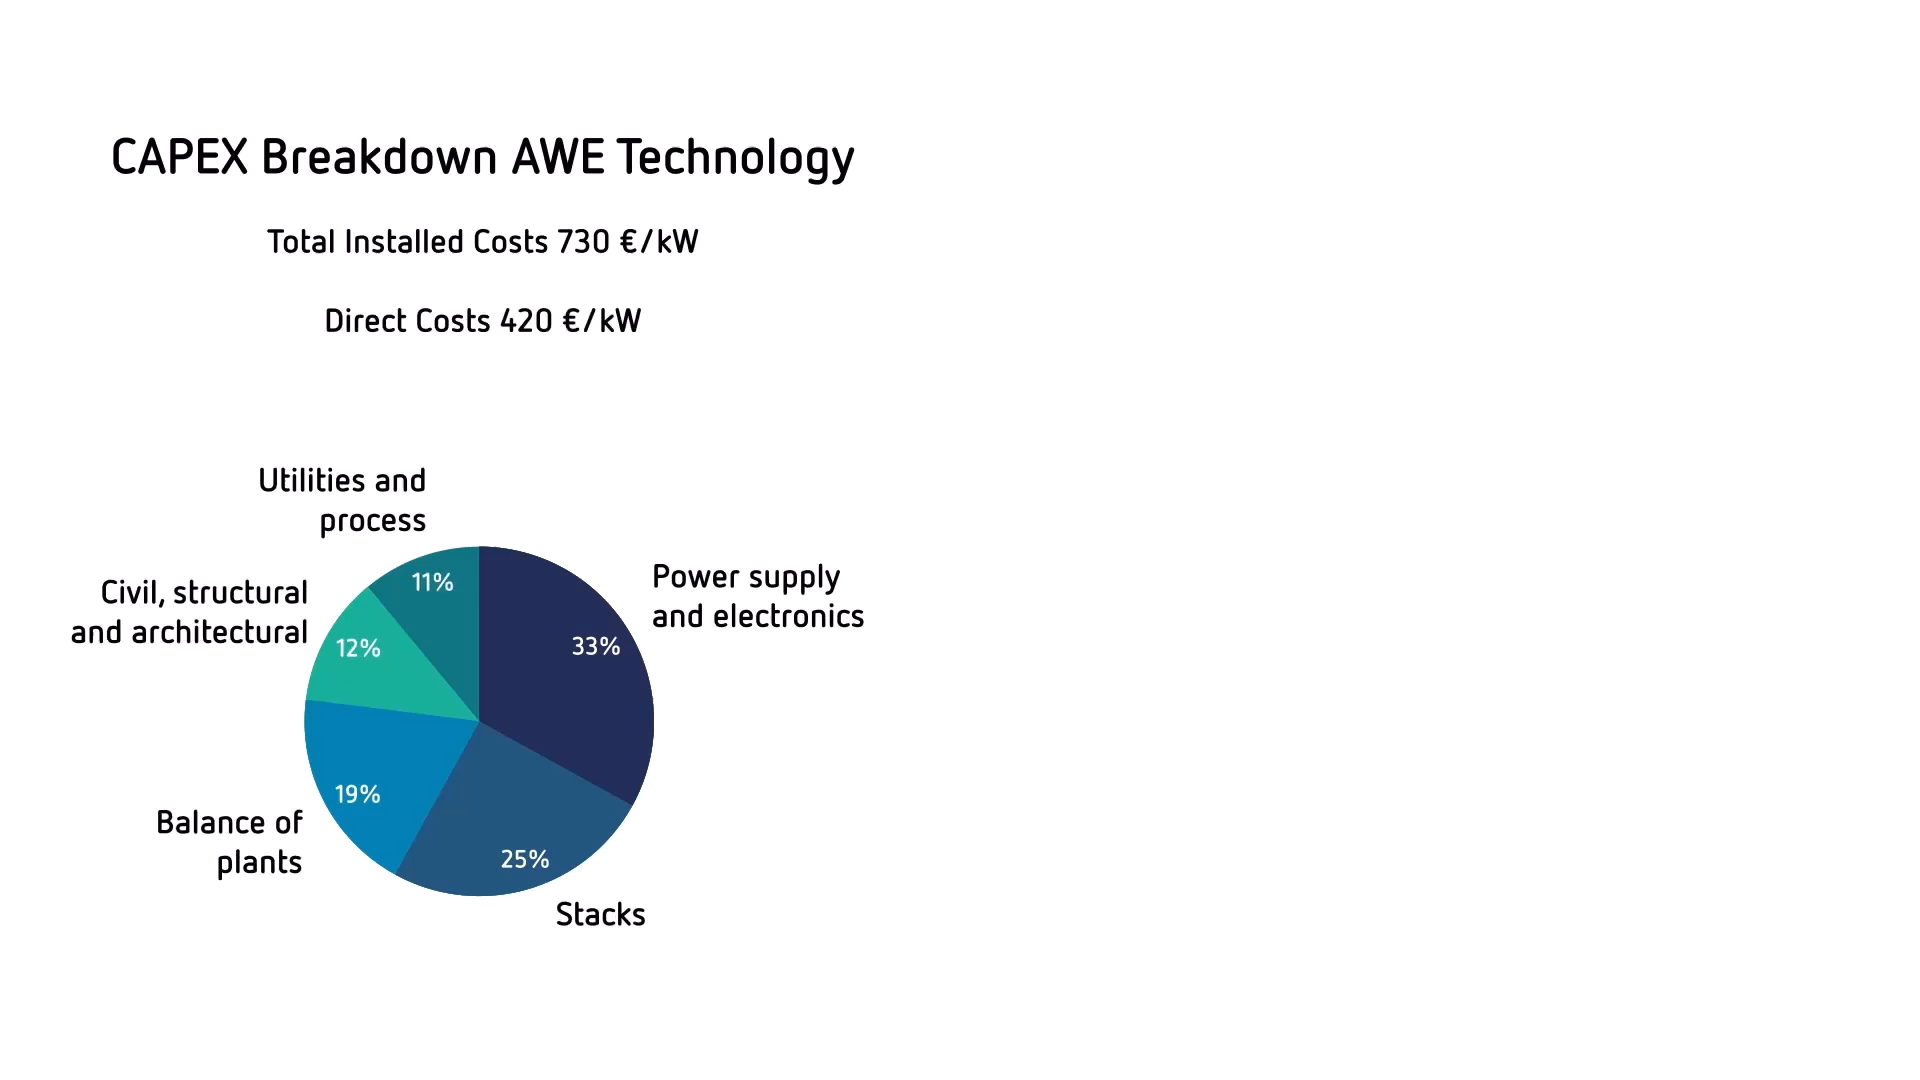 CAPEX Breakdown AWE Technology
Total Installed Costs 730 €/kW
Direct Costs 420 €/kW
Utilities and
process
11%
Civil, structural
and architectural
12%
Power supply
and electronics
33%
19%
Balance of
plants
25%
Stacks